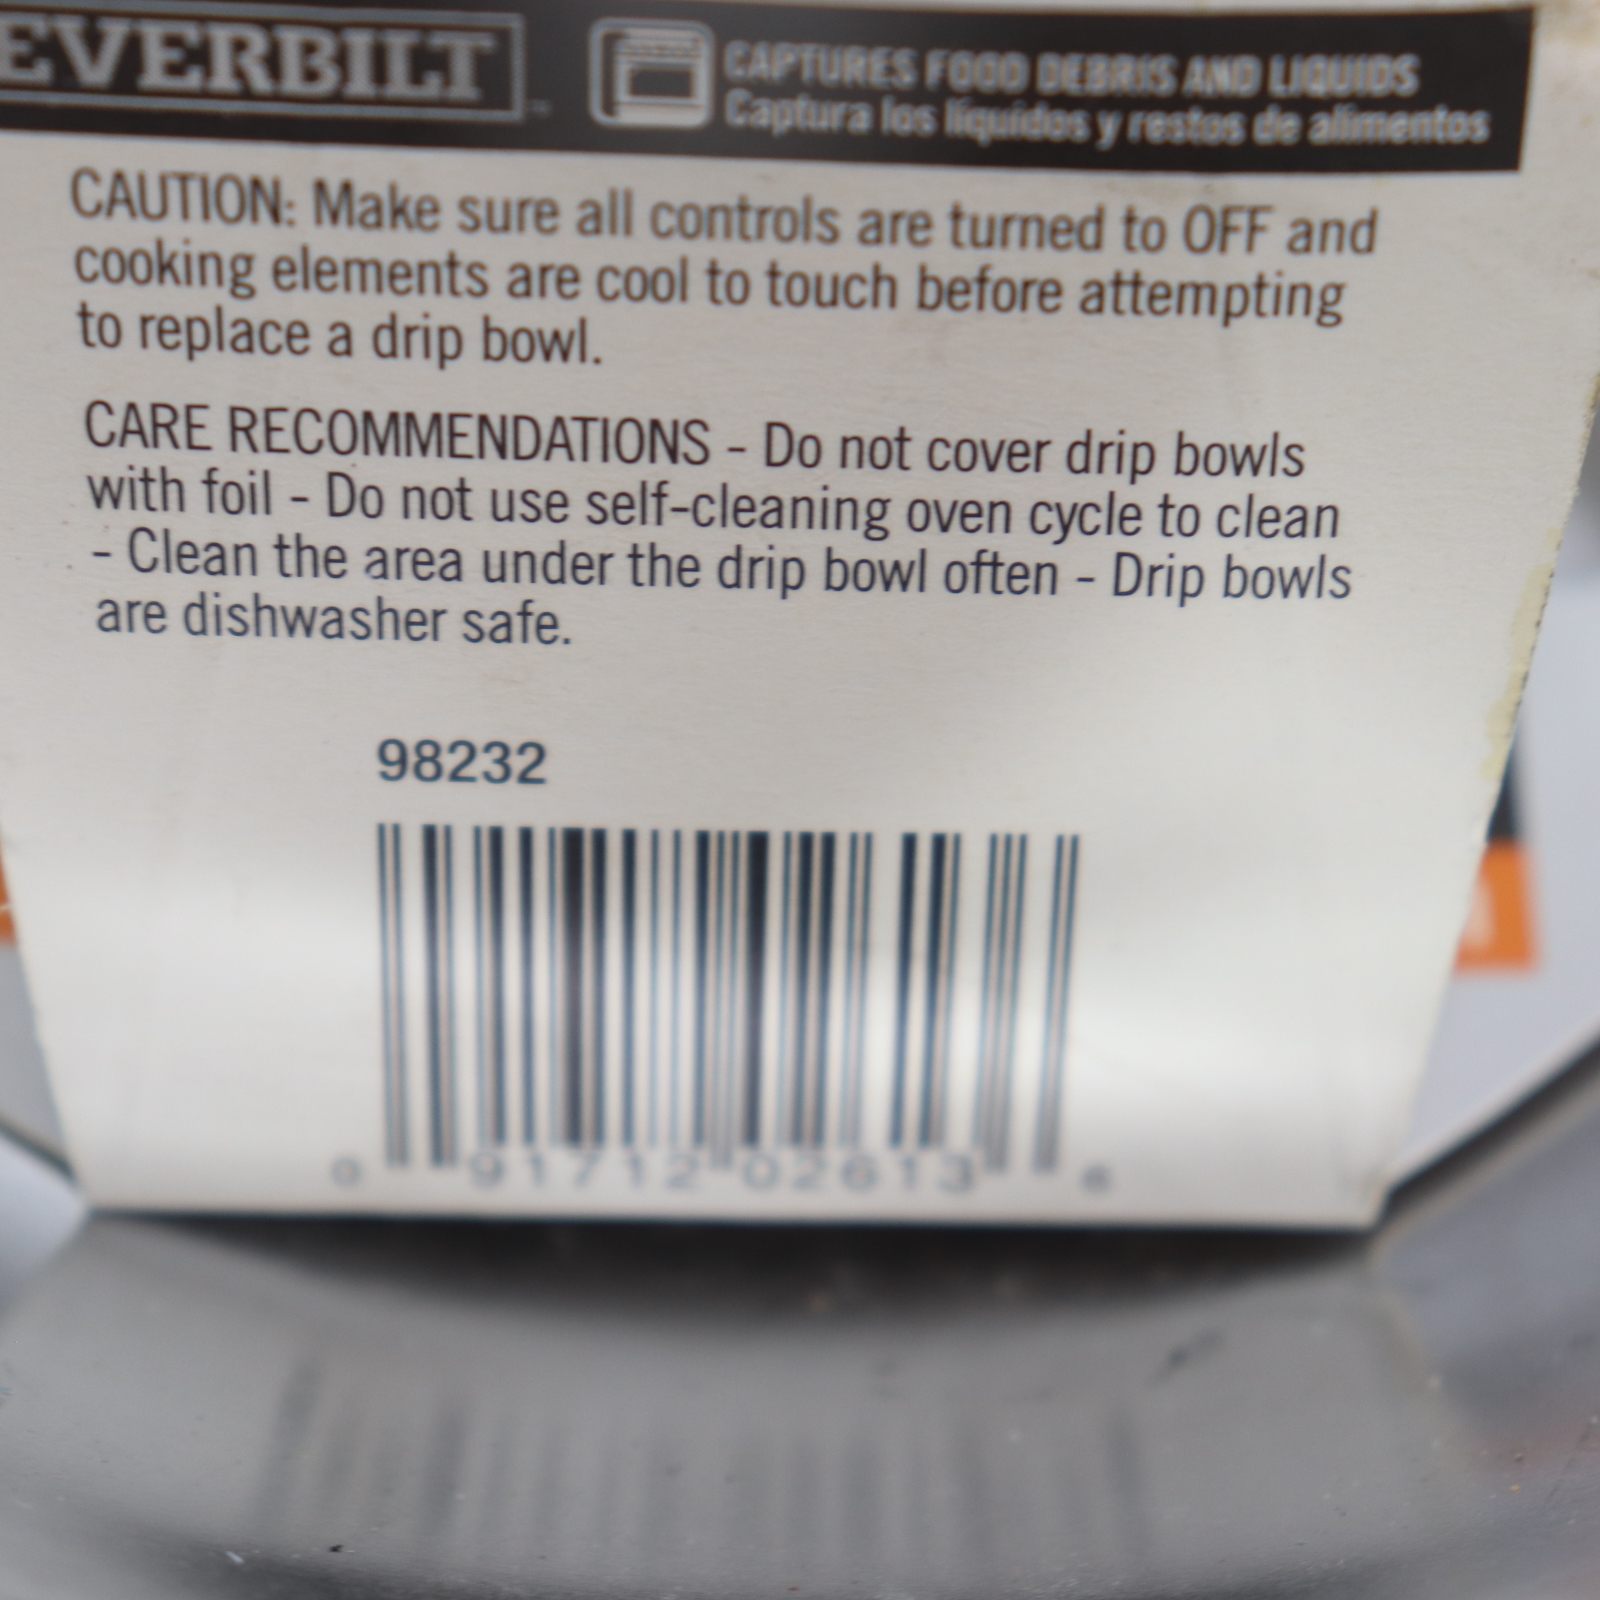 EVERBILT
CAPTURES FOOD DEBRIS AND LIQUIDS
Captura los líquidos y restos de alimentos
CAUTION: Make sure all controls are turned to OFF and
cooking elements are cool to touch before attempting
to replace a drip bowl.
CARE RECOMMENDATIONS - Do not cover drip bowls
with foil - Do not use self-cleaning oven cycle to clean
- Clean the area under the drip bowl often - Drip bowls
are dishwasher safe.
98232
0 91712 02613 6